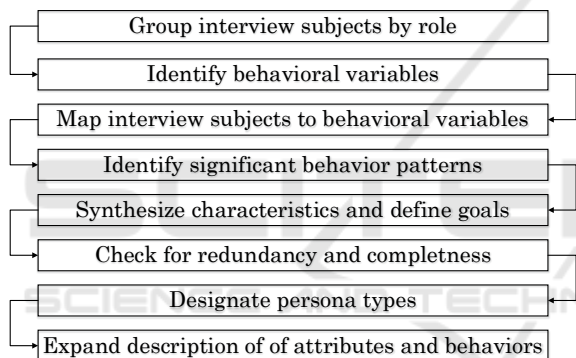 Group interview subjects by role
Identify behavioral variables
Map interview subjects to behavioral variables
Identify significant behavior patterns
Synthesize characteristics and define goals
Check for redundancy and completness
Designate persona types
Expand description of of attributes and behaviors